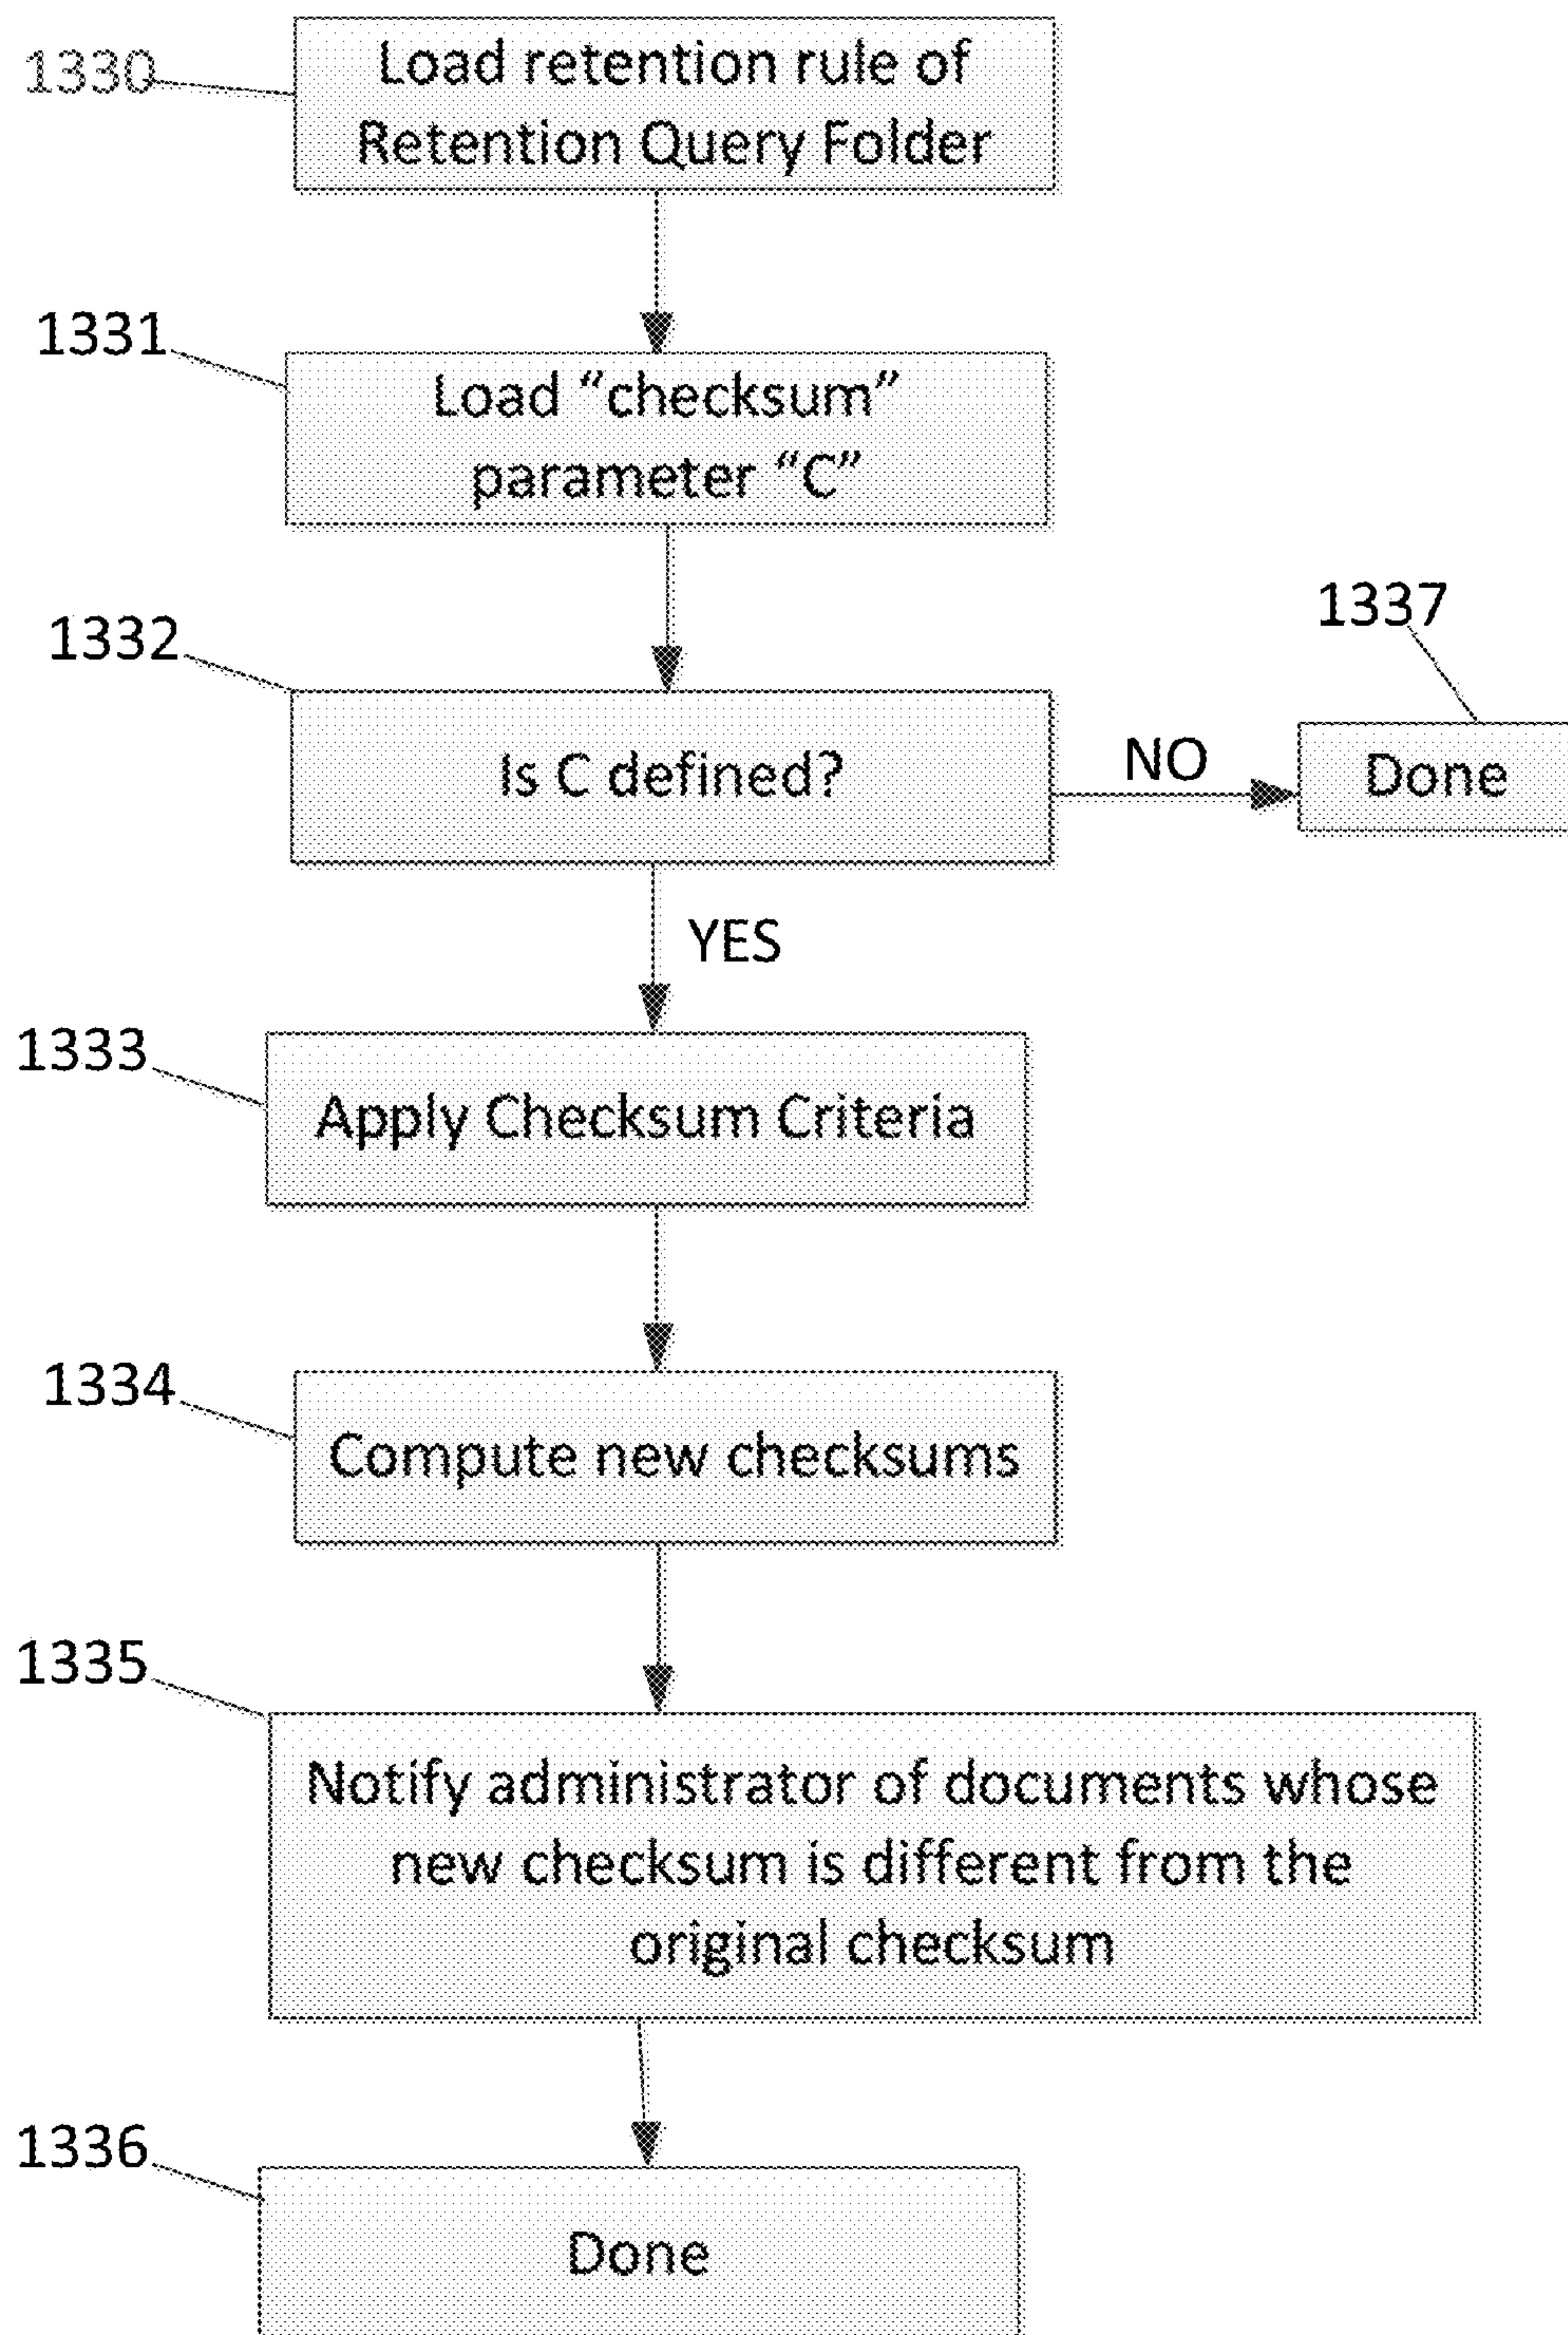 1330
Load retention rule of
Retention Query Folder
1331
Load “checksum”
parameter “C”
1332
Is C defined?
NO
1337
Done
YES
1333
Apply Checksum Criteria
1334
Compute new checksums
1335
Notify administrator of documents whose
new checksum is different from the
original checksum
1336
Done